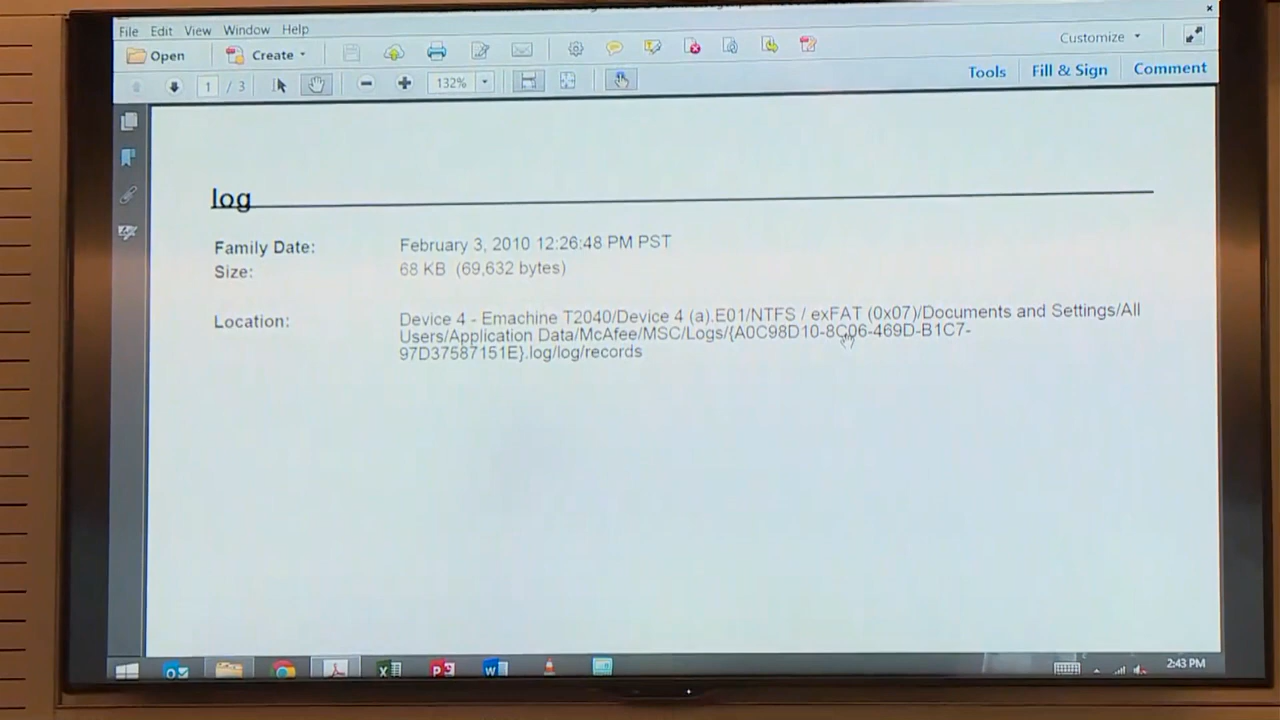 File Edit View Window Help
Open Create Customize
1 / 3 132% Tools Fill & Sign Comment
log
Family Date: February 3, 2010 12:26:48 PM PST
Size: 68 KB (69,632 bytes)
Location: Device 4 - Emachine T2040/Device 4 (a).E01/NTFS / exFAT (0x07)/Documents and Settings/All
Users/Application Data/McAfee/MSC/Logs/{A0C98D10-8C06-469D-B1C7-
97D37587151E}.log/log/records
2:43 PM